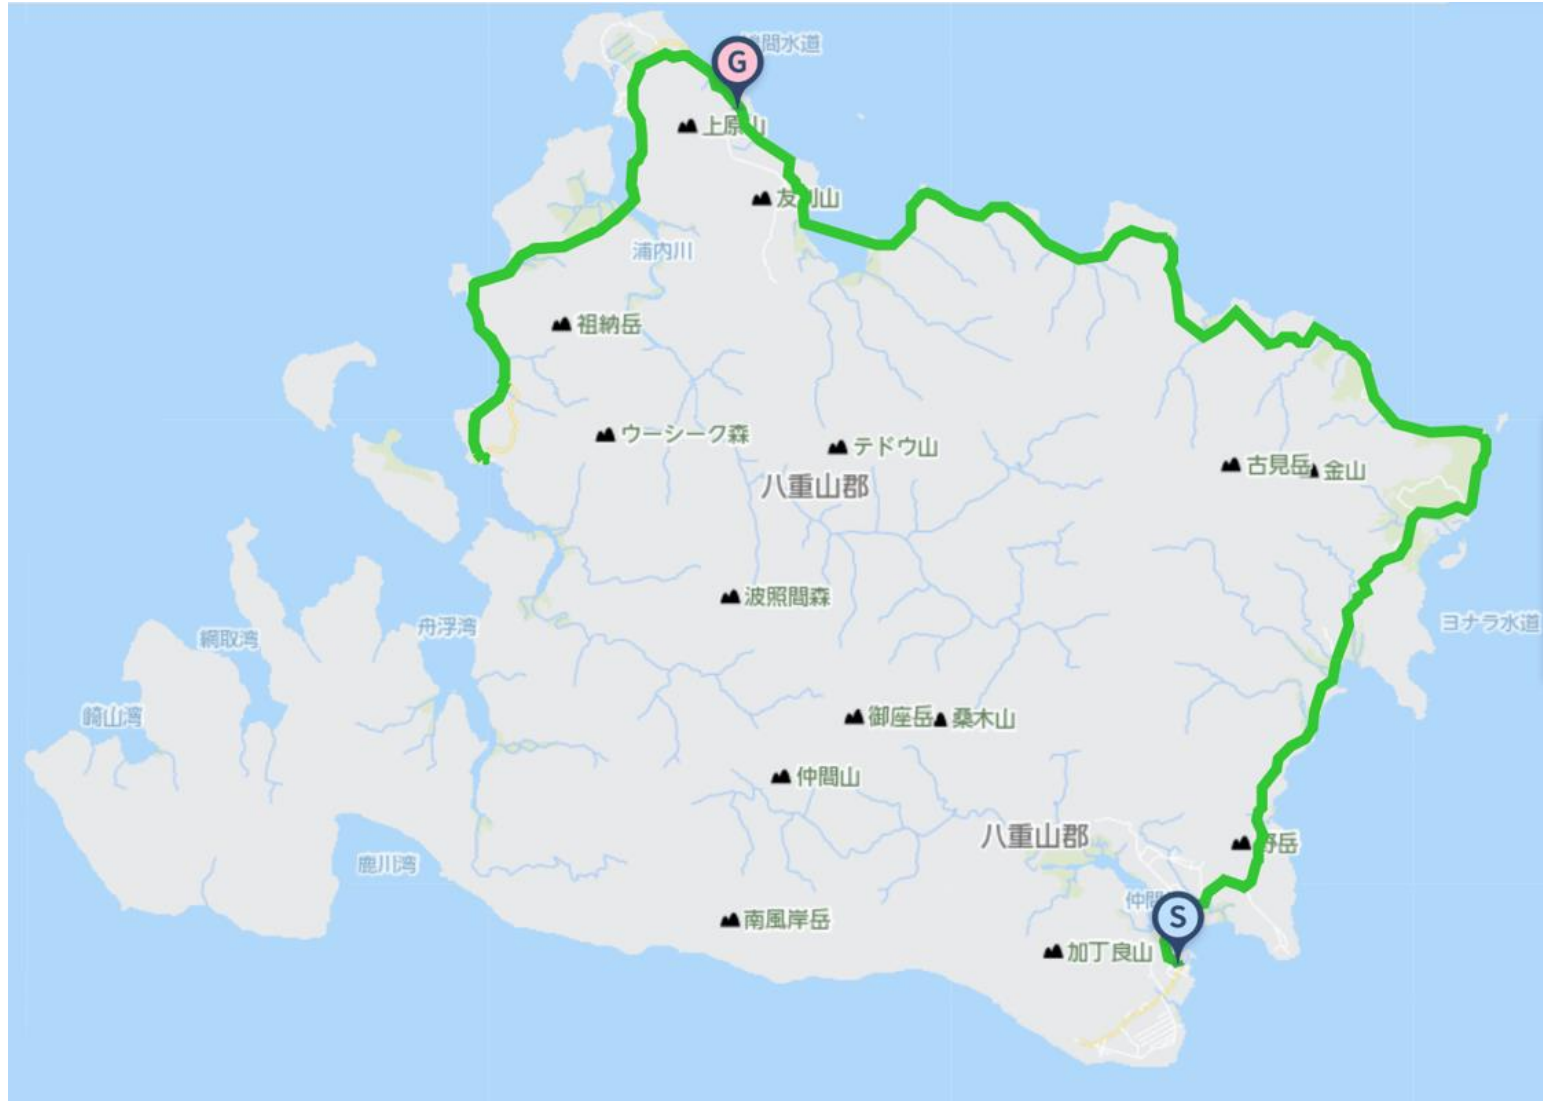 G
間水道
上原山
友利山
浦内川
祖納岳
ウーシーク森
テドウ山
古見岳
金山
八重山郡
波照間森
ヨナラ水道
舟浮湾
網取湾
崎山湾
御座岳
桑木山
仲間山
八重山郡
野岳
鹿川湾
仲間
S
南風岸岳
加丁良山